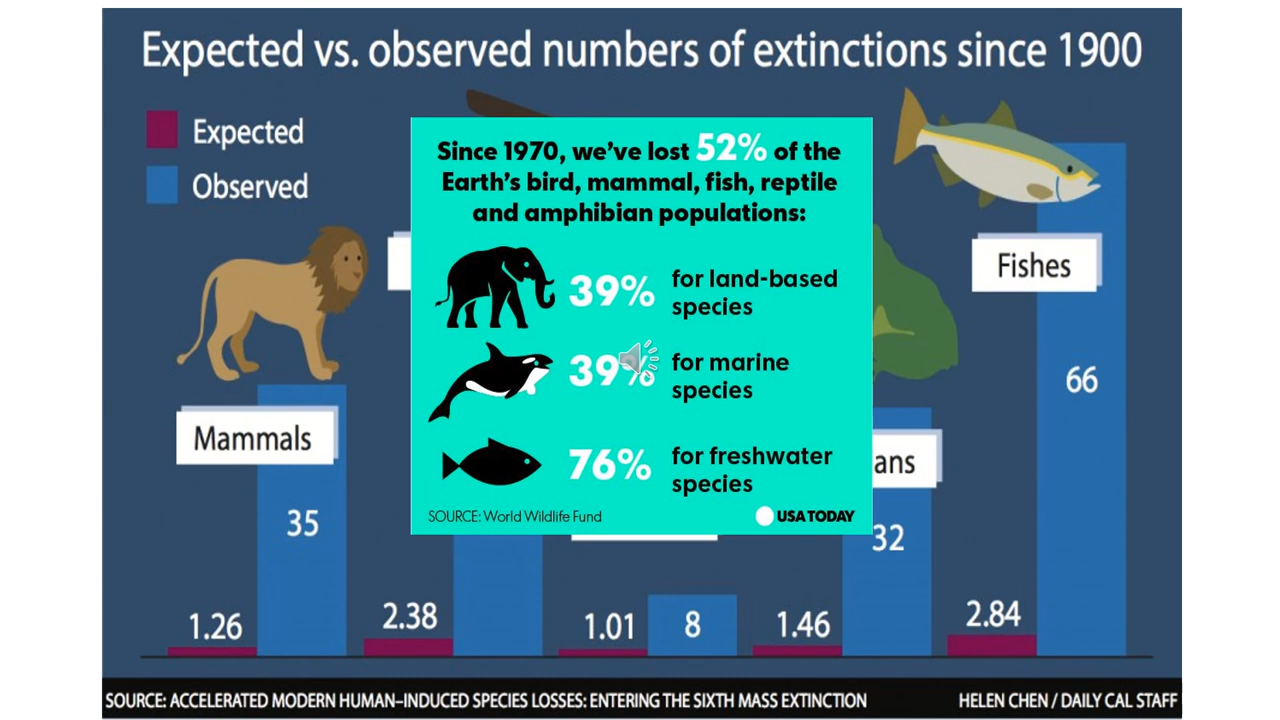 Expected vs. observed numbers of extinctions since 1900
Expected
Observed
Since 1970, we've lost 52% of the
Earth's bird, mammal, fish, reptile
and amphibian populations:
39% for land-based
species
39% for marine
species
76% for freshwater
species
SOURCE: World Wildlife Fund
USA TODAY
Mammals
ans
Fishes
35
32
66
1.26
2.38
1.01
8
1.46
2.84
SOURCE: ACCELERATED MODERN HUMAN–INDUCED SPECIES LOSSES: ENTERING THE SIXTH MASS EXTINCTION
HELEN CHEN / DAILY CAL STAFF